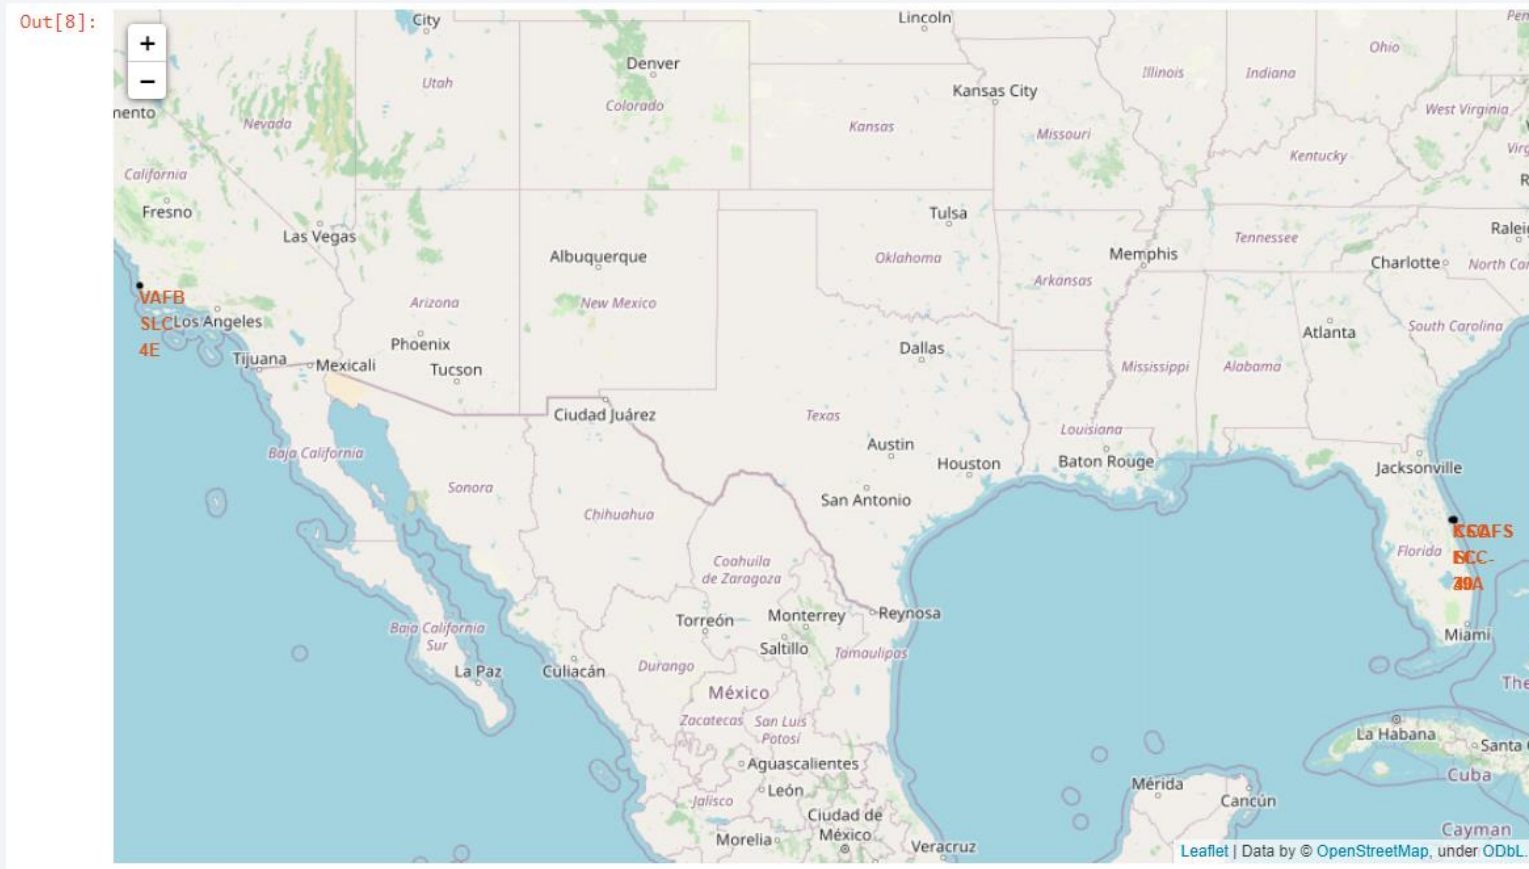 Out[8]:
+
−
City
Lincoln
Denver
Utah
Colorado
Kansas City
Illinois
Indiana
Ohio
West Virginia
Nevada
Kansas
Missouri
Kentucky
California
Fresno
Las Vegas
Tulsa
Albuquerque
Oklahoma
Memphis
Tennessee
Charlotte
Arkansas
VAFB
SLC
4E
Los Angeles
Arizona
New Mexico
Phoenix
Tijuana
Mexicali
Tucson
Dallas
Atlanta
South Carolina
Mississippi
Alabama
Ciudad Juárez
Texas
Austin
Louisiana
Houston
Baton Rouge
Jacksonville
Baja California
Sonora
Chihuahua
San Antonio
Florida
Coahuila
de Zaragoza
Baja California
Sur
Torreón
Monterrey
Reynosa
Saltillo
Tamaulipas
Miami
La Paz
Culiacán
Durango
México
Zacatecas
San Luis
Potosí
La Habana
Cuba
Aguascalientes
León
Jalisco
Mérida
Cancún
Ciudad de
México
Morelia
Veracruz
Cayman
Leaflet | Data by © OpenStreetMap, under ODbL.